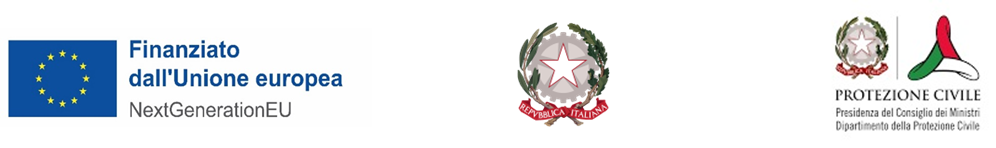 Finanziato
dall'Unione europea
NextGenerationEU
REPVBBLICA ITALIANA
PROTEZIONE CIVILE
Presidenza del Consiglio dei Ministri
Dipartimento della Protezione Civile